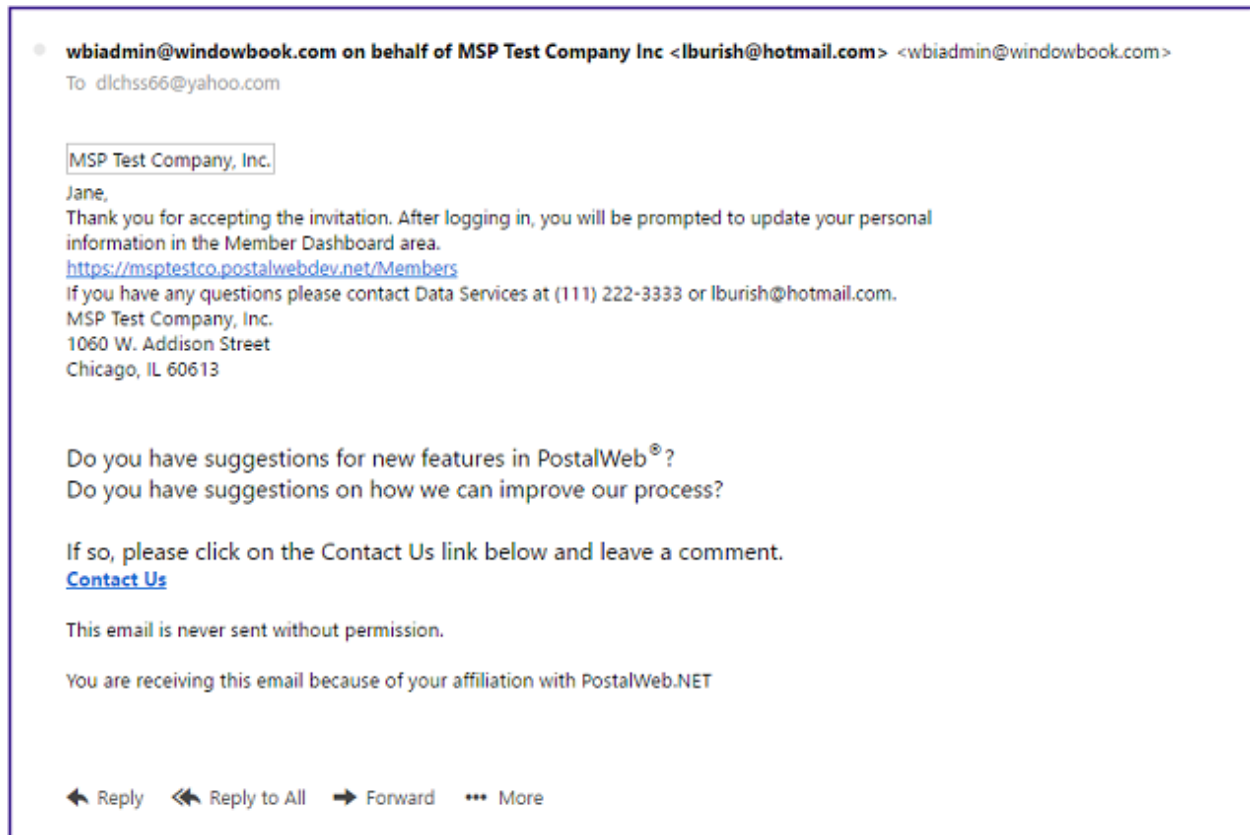 wbiadmin@windowbook.com on behalf of MSP Test Company Inc <lburish@hotmail.com> <wbiadmin@windowbook.com>
To dlchss66@yahoo.com
MSP Test Company, Inc.
Jane,
Thank you for accepting the invitation. After logging in, you will be prompted to update your personal
information in the Member Dashboard area.
https://msptestco.postalwebdev.net/Members
If you have any questions please contact Data Services at (111) 222-3333 or lburish@hotmail.com.
MSP Test Company, Inc.
1060 W. Addison Street
Chicago, IL 60613
Do you have suggestions for new features in PostalWeb®?
Do you have suggestions on how we can improve our process?
If so, please click on the Contact Us link below and leave a comment.
Contact Us
This email is never sent without permission.
You are receiving this email because of your affiliation with PostalWeb.NET
Reply Reply to All Forward More